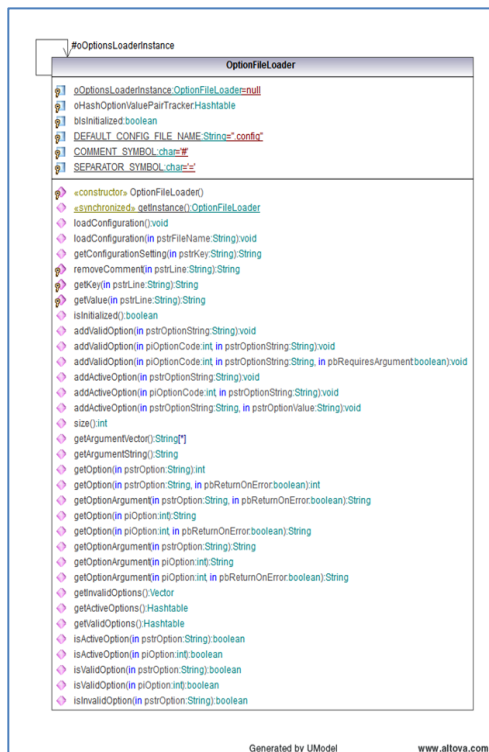 #oOptionsLoaderInstance
OptionFileLoader
oOptionsLoaderInstance:OptionFileLoader=null
oHashOptionValuePairTracker:Hashtable
bIsInitialized:boolean
DEFAULT_CONFIG_FILE_NAME:String=".config"
COMMENT_SYMBOL:char='#'
SEPARATOR_SYMBOL:char='='
«constructor» OptionFileLoader()
«synchronized» getInstance():OptionFileLoader
loadConfiguration():void
loadConfiguration(in pstrFileName:String):void
getConfigurationSetting(in pstrKey:String):String
removeComment(in pstrLine:String):String
getKey(in pstrLine:String):String
getValue(in pstrLine:String):String
isInitialized():boolean
addValidOption(in pstrOptionString:String):void
addValidOption(in piOptionCode:int, in pstrOptionString:String):void
addValidOption(in piOptionCode:int, in pstrOptionString:String, in pbRequiresArgument:boolean):void
addActiveOption(in pstrOptionString:String):void
addActiveOption(in piOptionCode:int, in pstrOptionString:String):void
addActiveOption(in pstrOptionString:String, in pstrOptionValue:String):void
size():int
getArgumentVector():String[*]
getArgumentString():String
getOption(in pstrOption:String):int
getOption(in pstrOption:String, in pbReturnOnError:boolean):int
getOptionArgument(in pstrOption:String, in pbReturnOnError:boolean):String
getOption(in piOption:int):String
getOption(in piOption:int, in pbReturnOnError:boolean):String
getOptionArgument(in pstrOption:String):String
getOptionArgument(in piOption:int):String
getOptionArgument(in piOption:int, in pbReturnOnError:boolean):String
getInvalidOptions():Vector
getActiveOptions():Hashtable
getValidOptions():Hashtable
isActiveOption(in pstrOption:String):boolean
isActiveOption(in piOption:int):boolean
isValidOption(in pstrOption:String):boolean
isValidOption(in piOption:int):boolean
isInvalidOption(in pstrOption:String):boolean
Generated by UModel www.altova.com